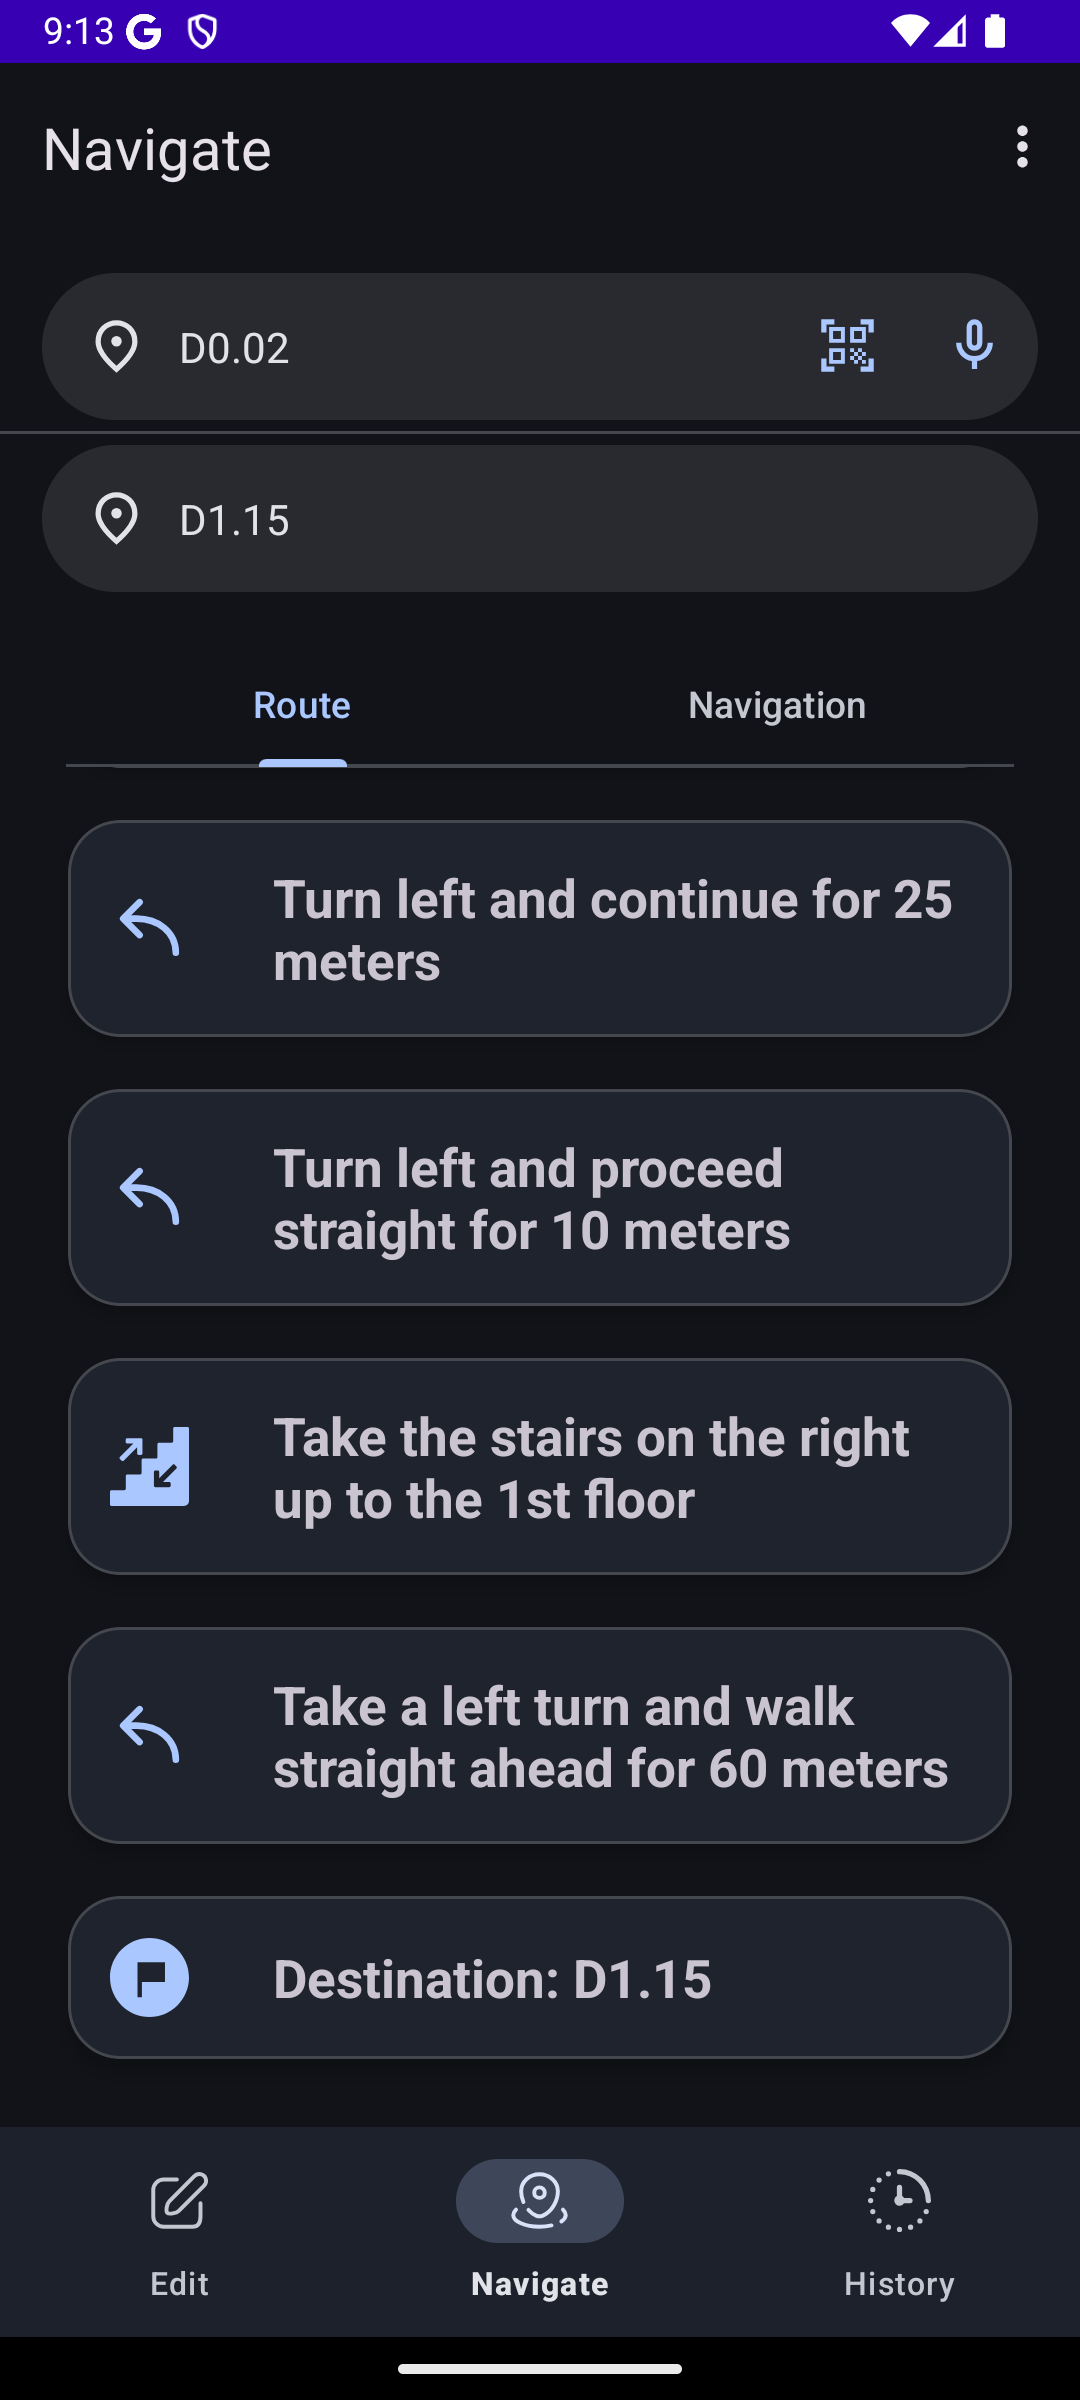 9:13
Navigate
D0.02
D1.15
Route
Navigation
Turn left and continue for 25
meters
Turn left and proceed
straight for 10 meters
Take the stairs on the right
up to the 1st floor
Take a left turn and walk
straight ahead for 60 meters
Destination: D1.15
Edit
Navigate
History